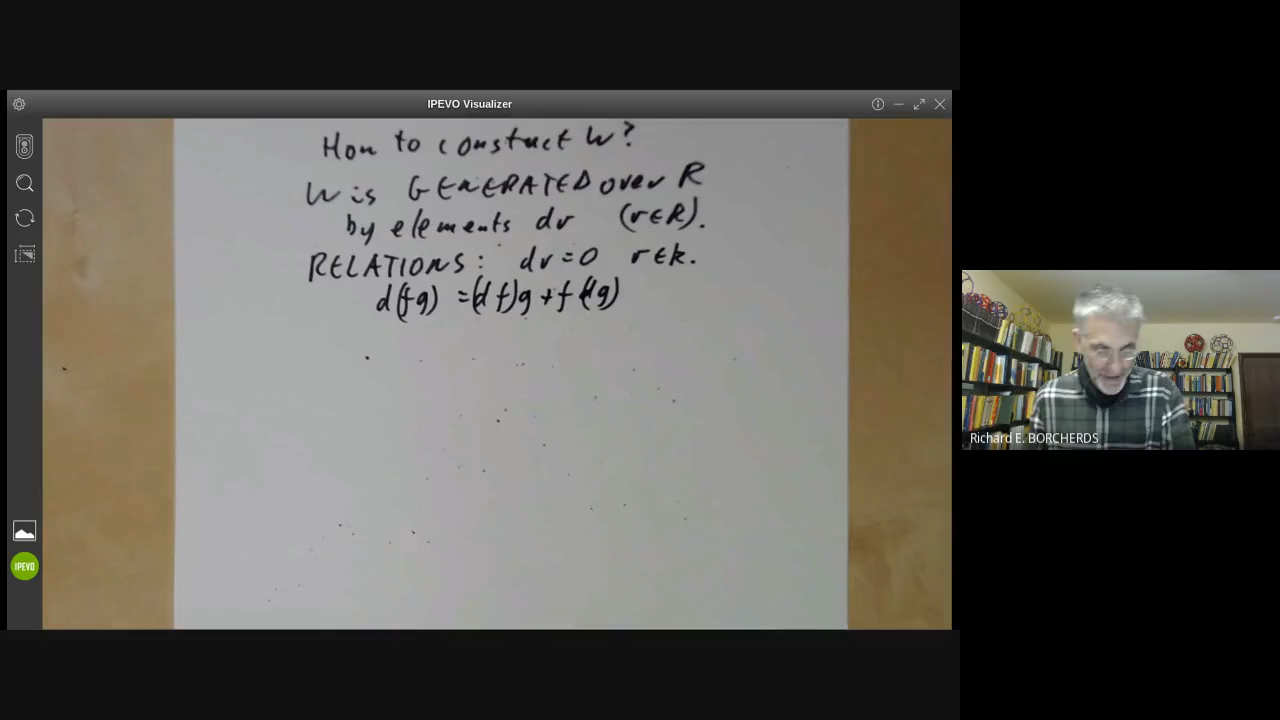 IPEVO Visualizer
How to construct W?
W is GENERATED over R
by elements dr (r∈R).
RELATIONS: dr=0 r∈k.
d(fg) =(df)g+f(dg)
IPEVO
Richard E. BORCHERDS